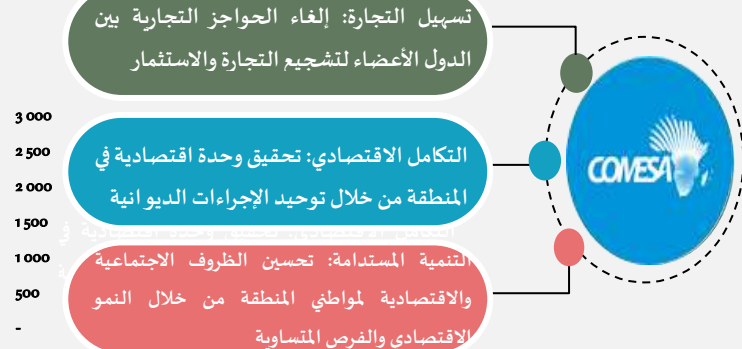 تسهيل التجارة: إلغاء الحواجز التجارية بين
الدول الأعضاء لتشجيع التجارة والاستثمار
التكامل الاقتصادي: تحقيق وحدة اقتصادية في
المنطقة من خلال توحيد الإجراءات الديوانية
التنمية المستدامة: تحسين الظروف الاجتماعية
والاقتصادية لمواطني المنطقة من خلال النمو
الاقتصادي والفرص المتساوية
COMESA
3 000
2 500
2 000
1 500
1 000
500
-